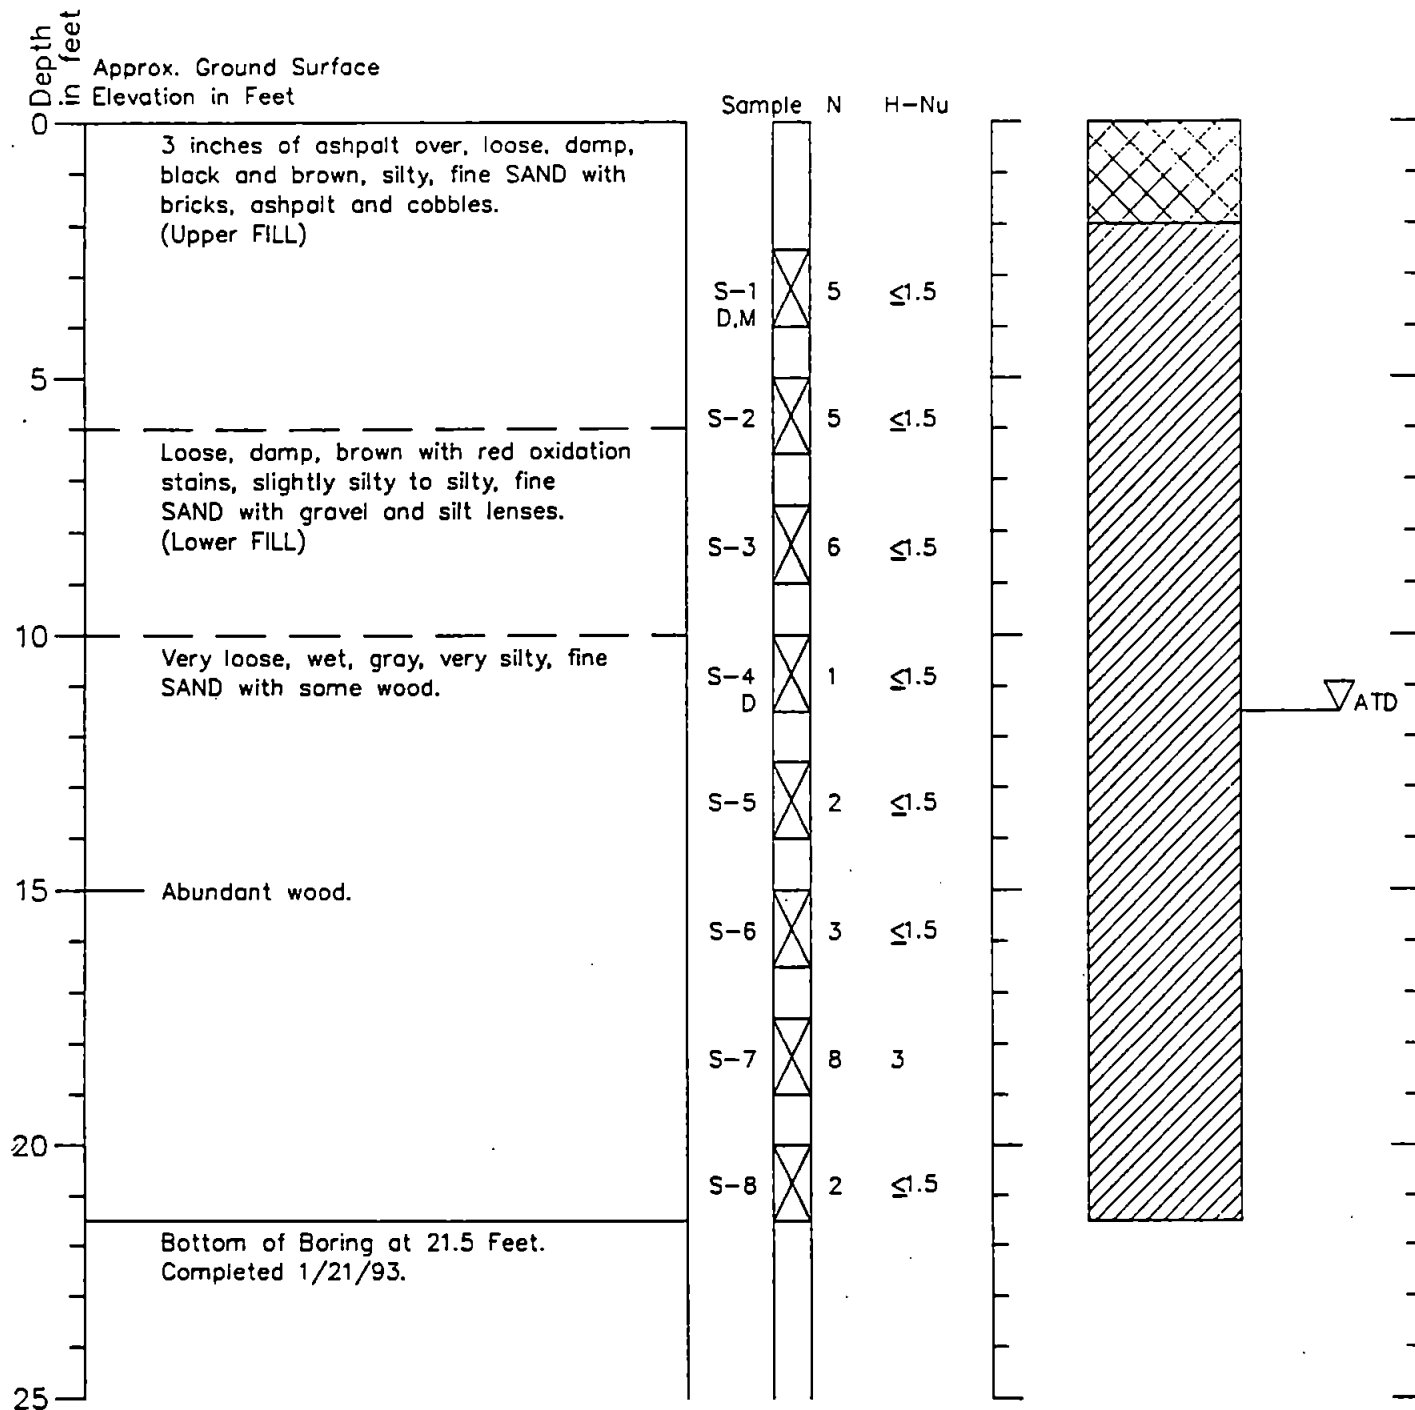 Depth
in feet
Approx. Ground Surface
Elevation in Feet
Sample N H-Nu
0
3 inches of ashpalt over, loose, damp,
black and brown, silty, fine SAND with
bricks, ashpalt and cobbles.
(Upper FILL)
S-1 5 ≤1.5
D,M
5
S-2 5 ≤1.5
Loose, damp, brown with red oxidation
stains, slightly silty to silty, fine
SAND with gravel and silt lenses.
(Lower FILL)
S-3 6 ≤1.5
10
Very loose, wet, gray, very silty, fine
SAND with some wood.
S-4 1 ≤1.5
D
ATD
S-5 2 ≤1.5
15
Abundant wood.
S-6 3 ≤1.5
S-7 8 3
20
S-8 2 ≤1.5
Bottom of Boring at 21.5 Feet.
Completed 1/21/93.
25